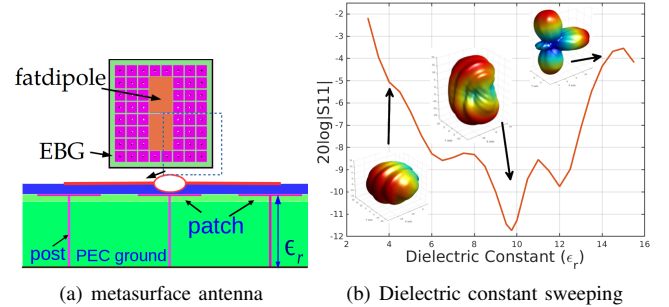 fatdipole
EBG
patch
post
PEC ground
ϵr
(a) metasurface antenna
20log|S11|
-2
-3
-4
-5
-6
-7
-8
-9
-10
-11
-12
2
4
6
8
10
12
14
16
Dielectric Constant (ϵr)
(b) Dielectric constant sweeping